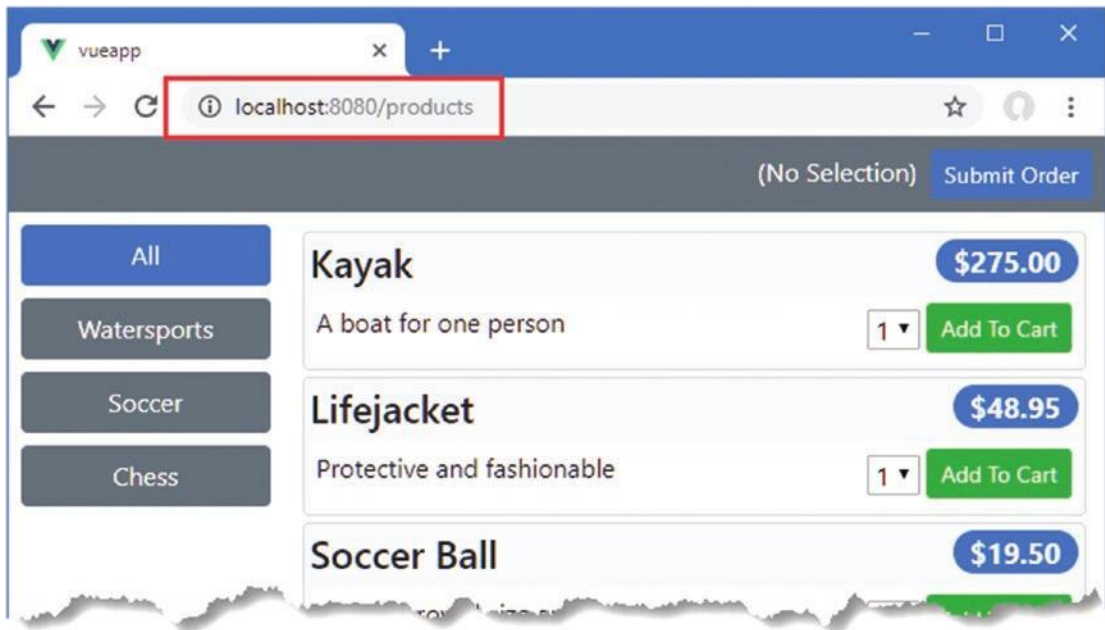 vueapp
localhost:8080/products
(No Selection) Submit Order
All
Watersports
Soccer
Chess
Kayak $275.00
A boat for one person 1 Add To Cart
Lifejacket $48.95
Protective and fashionable 1 Add To Cart
Soccer Ball $19.50